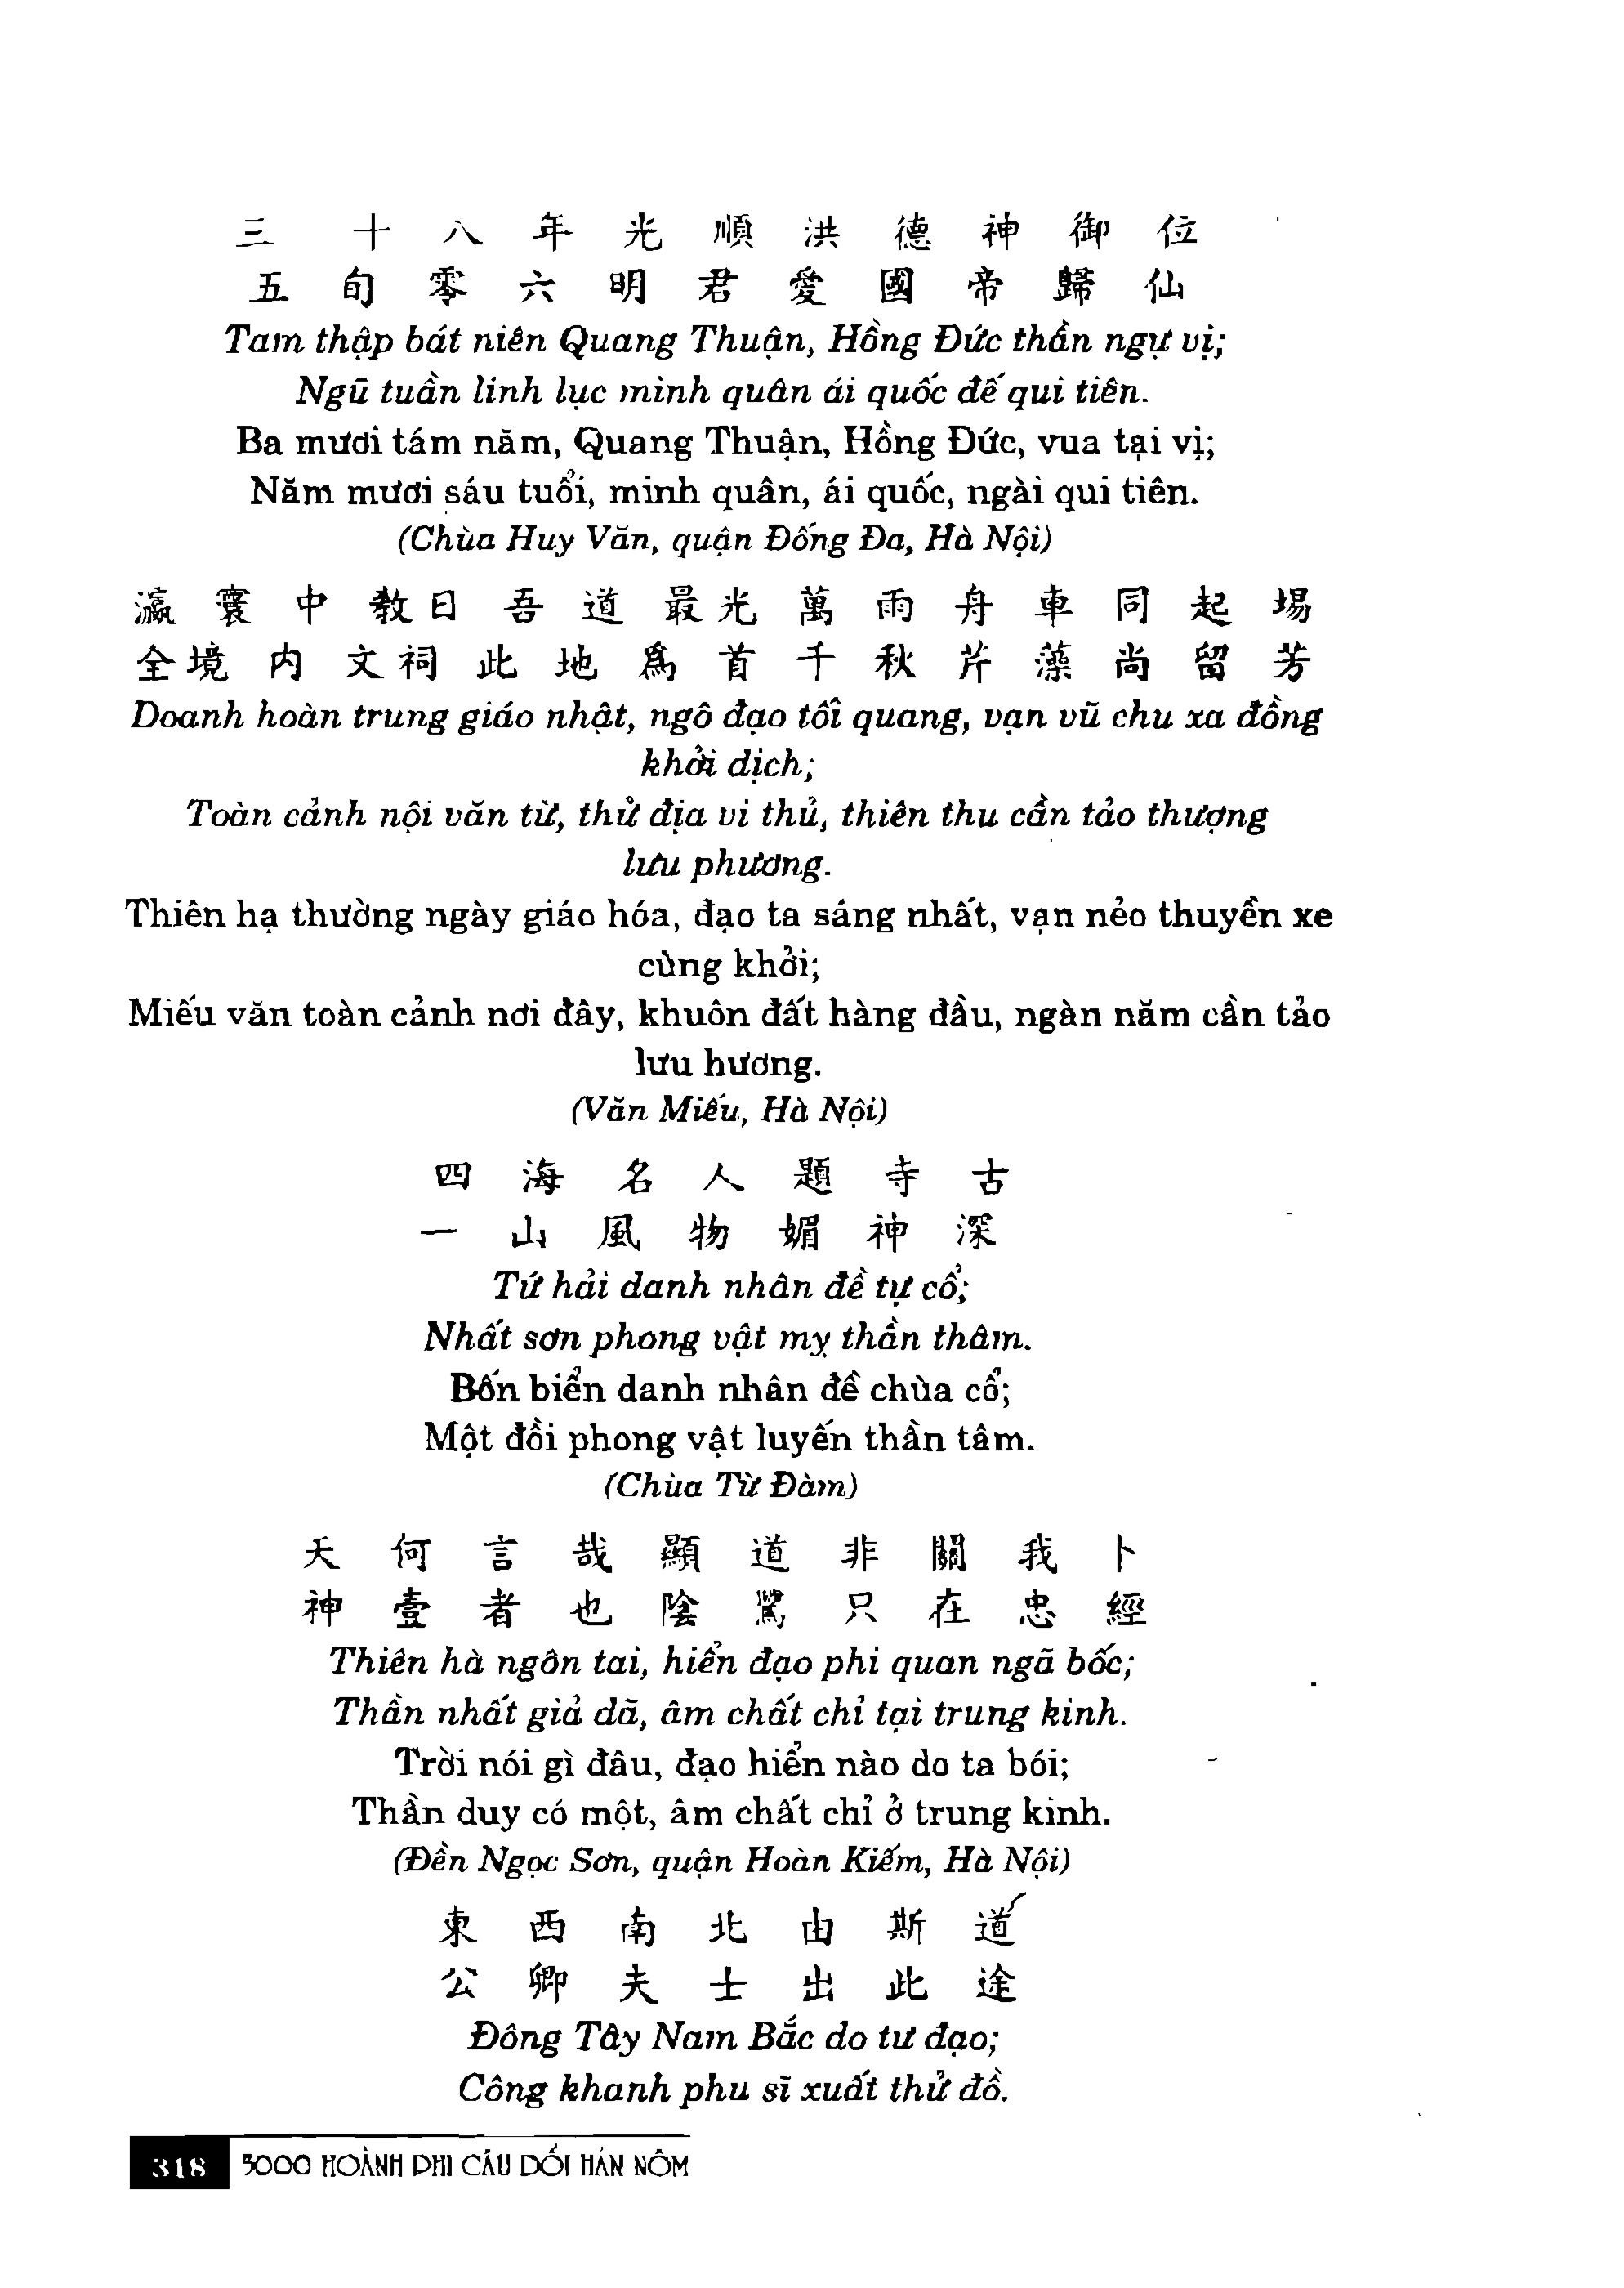 三十八年光順洪德神御位
五旬零六明君愛國帝歸仙
Tam thập bát niên Quang Thuận, Hồng Đức thần ngự vị;
Ngũ tuần linh lục minh quân ái quốc đế qui tiên.
Ba mươi tám năm, Quang Thuận, Hồng Đức, vua tại vị;
Năm mươi sáu tuổi, minh quân, ái quốc, ngài qui tiên.
(Chùa Huy Văn, quận Đống Đa, Hà Nội)
瀛寰中教日吾道最光萬雨舟車同起場
全境内文祠此地爲首千秋芹藻尚留芳
Doanh hoàn trung giáo nhật, ngô đạo tối quang, vạn vũ chu xa đồng
khởi dịch;
Toàn cảnh nội văn từ, thử địa vi thủ, thiên thu cần tảo thượng
lưu phương.
Thiên hạ thường ngày giáo hóa, đạo ta sáng nhất, vạn nẻo thuyền xe
cùng khởi;
Miếu văn toàn cảnh nơi đây, khuôn đất hàng đầu, ngàn năm cần tảo
lưu hương.
(Văn Miếu, Hà Nội)
四海名人題寺古
一山風物媚神深
Tứ hải danh nhân đề tự cổ;
Nhất sơn phong vật mỵ thần thâm.
Bốn biển danh nhân đề chùa cổ;
Một đồi phong vật luyến thần tâm.
(Chùa Từ Đàm)
天何言哉顯道非關我卜
神壹者也陰騭只在忠經
Thiên hà ngôn tai, hiển đạo phi quan ngã bốc;
Thần nhất giả dã, âm chất chỉ tại trung kinh.
Trời nói gì đâu, đạo hiển nào do ta bói;
Thần duy có một, âm chất chỉ ở trung kinh.
(Đền Ngọc Sơn, quận Hoàn Kiếm, Hà Nội)
東西南北由斯道
公卿夫士出此途
Đông Tây Nam Bắc do tư đạo;
Công khanh phu sĩ xuất thử đồ.
318 5000 HOÀNH PHI CÂU ĐỐI HÁN NÔM